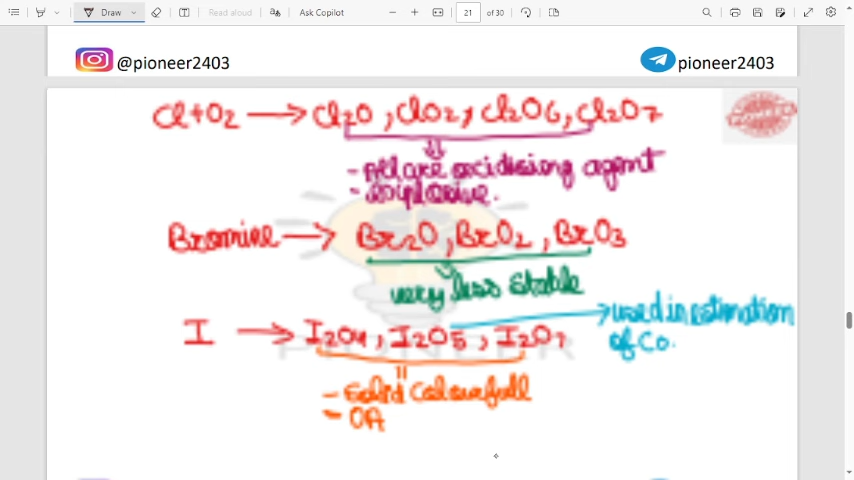 Draw
Read aloud
Ask Copilot
21 of 30
@pioneer2403
pioneer2403
Cl+O2 → Cl2O , ClO2, Cl2O6, Cl2O7
- All are oxidising agent
- explosive.
Bromine → Br2O, BrO2, BrO3
very less stable
I → I2O4, I2O5, I2O7
used in estimation
of Co.
PIONEER
- Solid colourfull
- OA